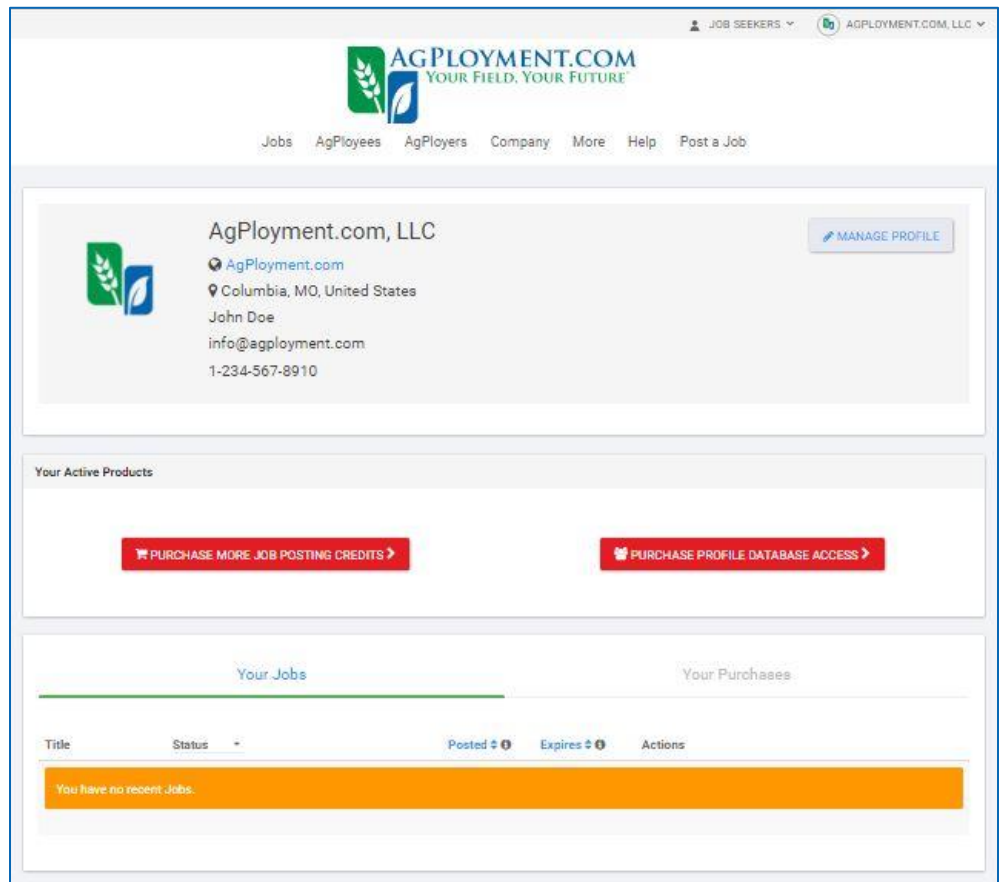 JOB SEEKERS
AGPLOYMENT.COM, LLC
AGPLOYMENT.COM
YOUR FIELD. YOUR FUTURE
Jobs AgPloyees AgPloyers Company More Help Post a Job
AgPloyment.com, LLC
MANAGE PROFILE
AgPloyment.com
Columbia, MO, United States
John Doe
info@agployment.com
1-234-567-8910
Your Active Products
PURCHASE MORE JOB POSTING CREDITS
PURCHASE PROFILE DATABASE ACCESS
Your Jobs
Your Purchases
Title Status Posted Expires Actions
You have no recent Jobs.